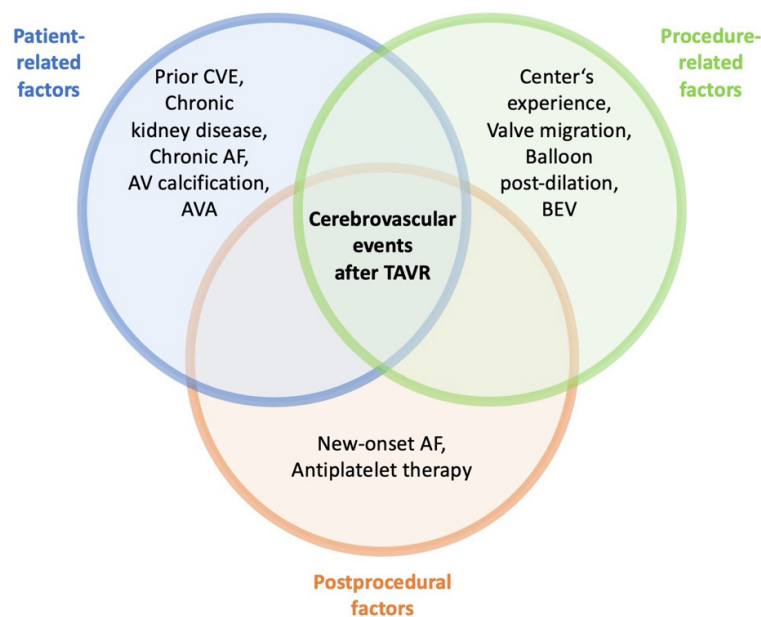 Patient-
related
factors
Prior CVE,
Chronic
kidney disease,
Chronic AF,
AV calcification,
AVA
Procedure-
related
factors
Center‘s
experience,
Valve migration,
Balloon
post-dilation,
BEV
Cerebrovascular
events
after TAVR
New-onset AF,
Antiplatelet therapy
Postprocedural
factors